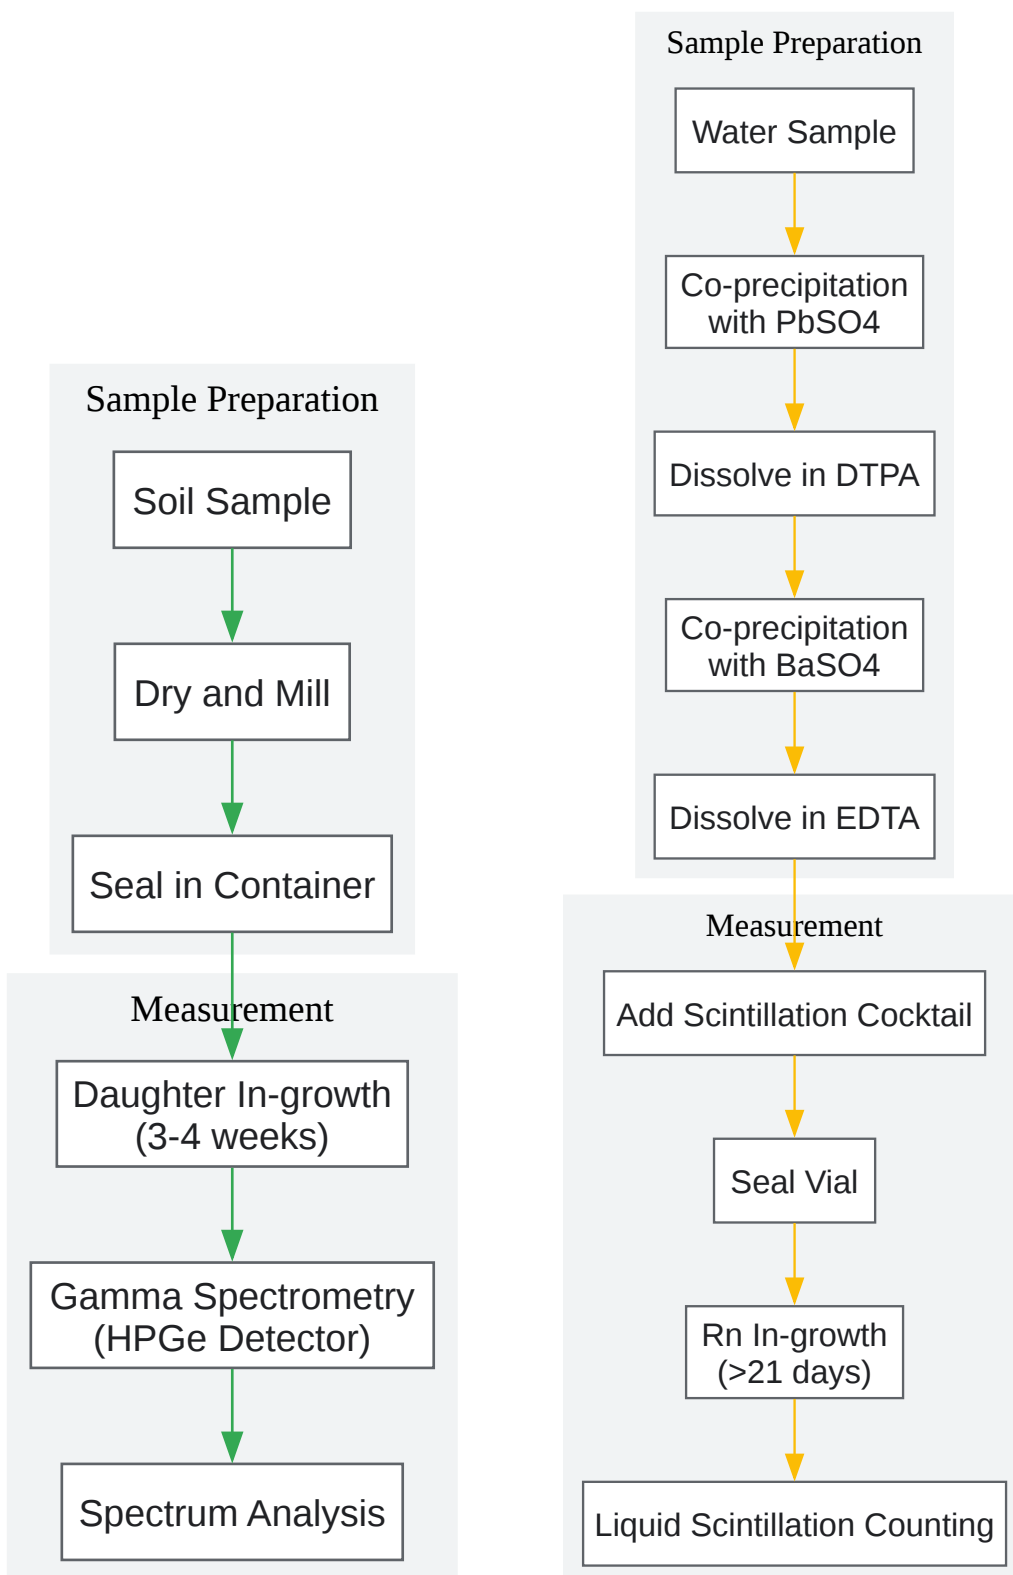 Sample Preparation
Soil Sample
Dry and Mill
Seal in Container
Measurement
Daughter In-growth
(3-4 weeks)
Gamma Spectrometry
(HPGe Detector)
Spectrum Analysis
Sample Preparation
Water Sample
Co-precipitation
with PbSO4
Dissolve in DTPA
Co-precipitation
with BaSO4
Dissolve in EDTA
Measurement
Add Scintillation Cocktail
Seal Vial
Rn In-growth
(>21 days)
Liquid Scintillation Counting